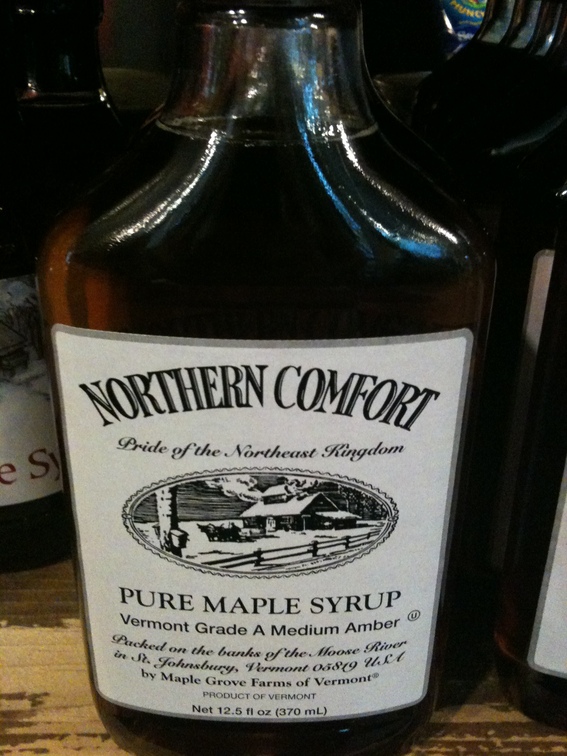 NORTHERN COMFORT
Pride of the Northeast Kingdom
PURE MAPLE SYRUP
Vermont Grade A Medium Amber Ⓤ
Packed on the banks of the Moose River
in St. Johnsbury, Vermont 05819 USA
by Maple Grove Farms of Vermont®
PRODUCT OF VERMONT
Net 12.5 fl oz (370 mL)
e Sy